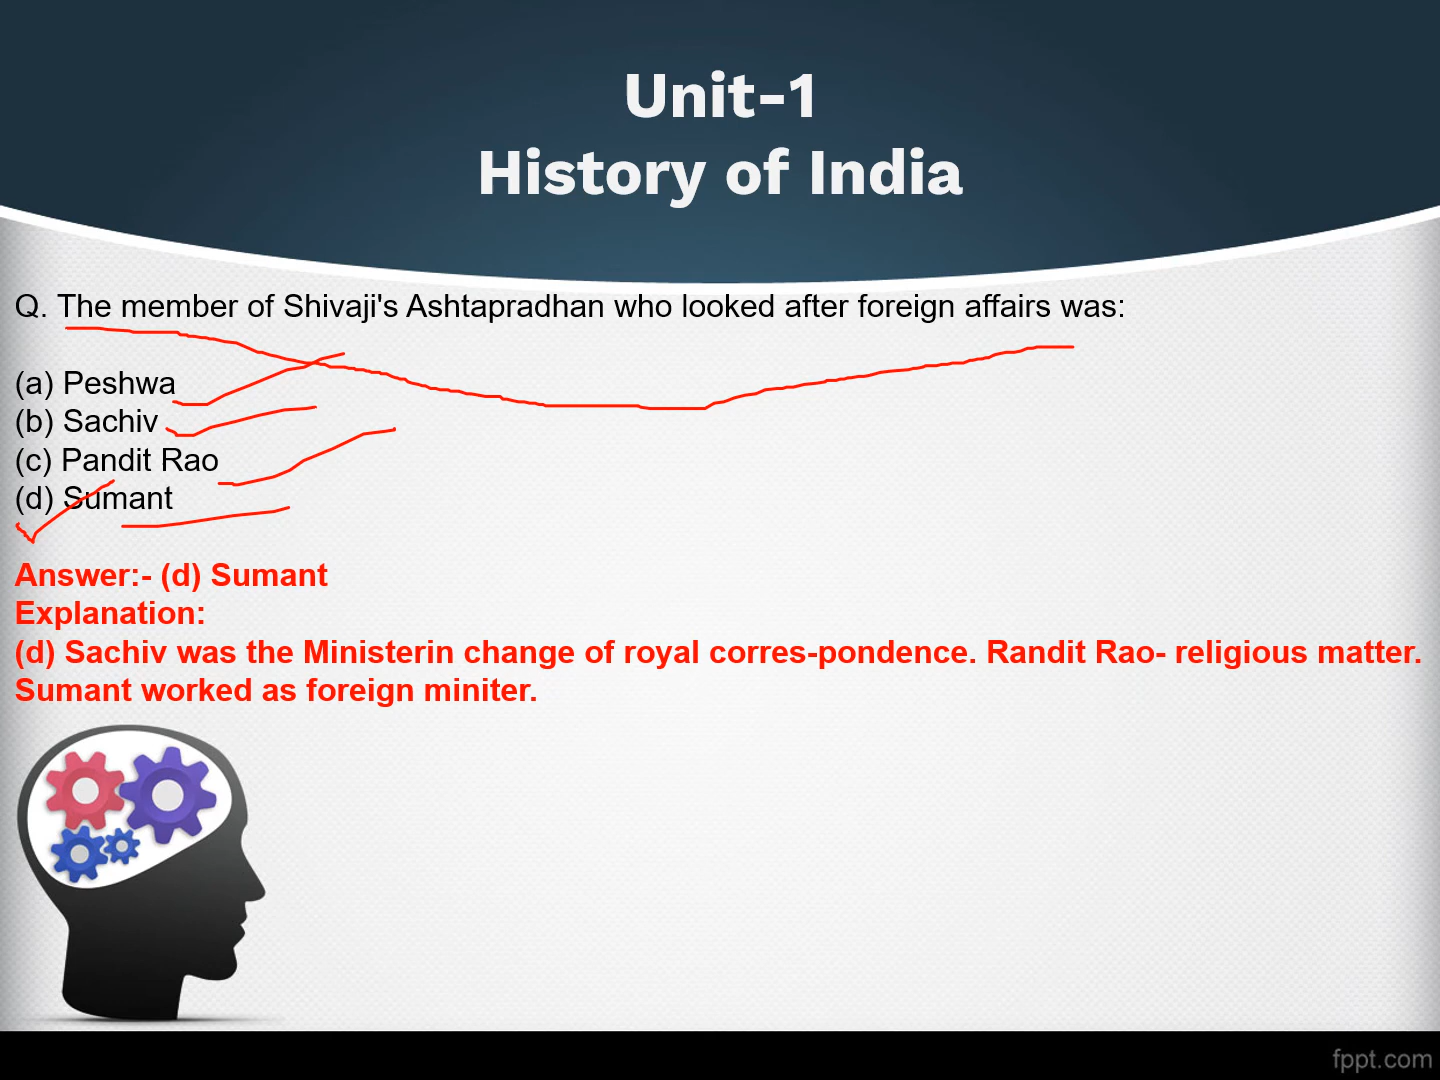 Unit-1
History of India
Q. The member of Shivaji's Ashtapradhan who looked after foreign affairs was:
(a) Peshwa
(b) Sachiv
(c) Pandit Rao
(d) Sumant
Answer:- (d) Sumant
Explanation:
(d) Sachiv was the Ministerin change of royal corres-pondence. Randit Rao- religious matter.
Sumant worked as foreign miniter.
fppt.com